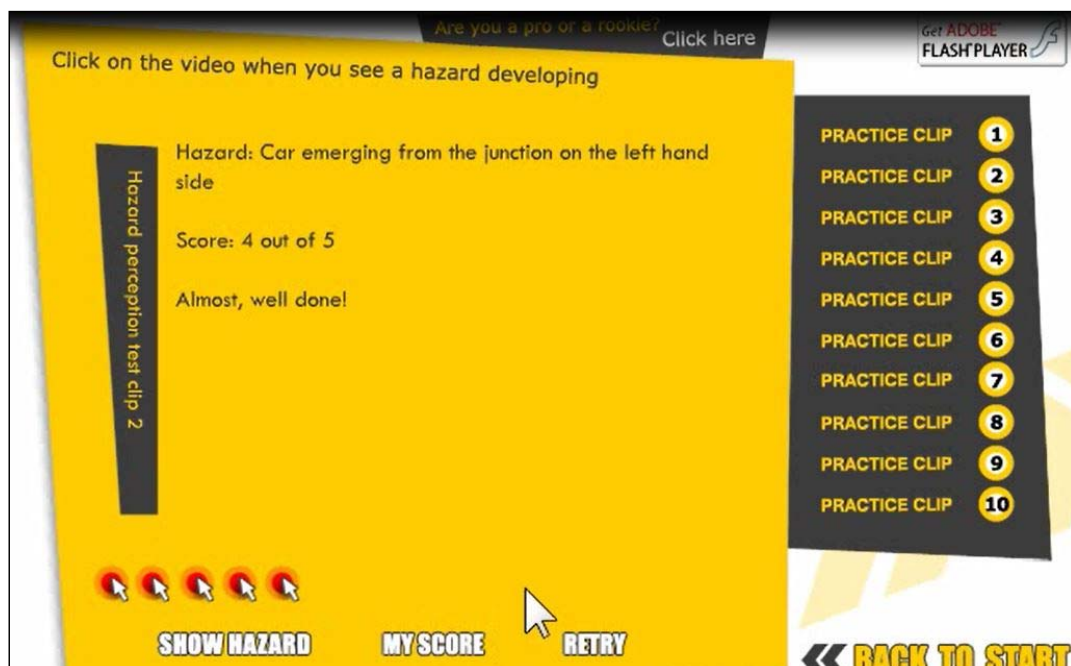 Are you a pro or a rookie?
Click here
Get ADOBE
FLASH PLAYER
Click on the video when you see a hazard developing
Hazard perception test clip 2
Hazard: Car emerging from the junction on the left hand
side
Score: 4 out of 5
Almost, well done!
PRACTICE CLIP 1
PRACTICE CLIP 2
PRACTICE CLIP 3
PRACTICE CLIP 4
PRACTICE CLIP 5
PRACTICE CLIP 6
PRACTICE CLIP 7
PRACTICE CLIP 8
PRACTICE CLIP 9
PRACTICE CLIP 10
SHOW HAZARD
MY SCORE
RETRY
BACK TO START